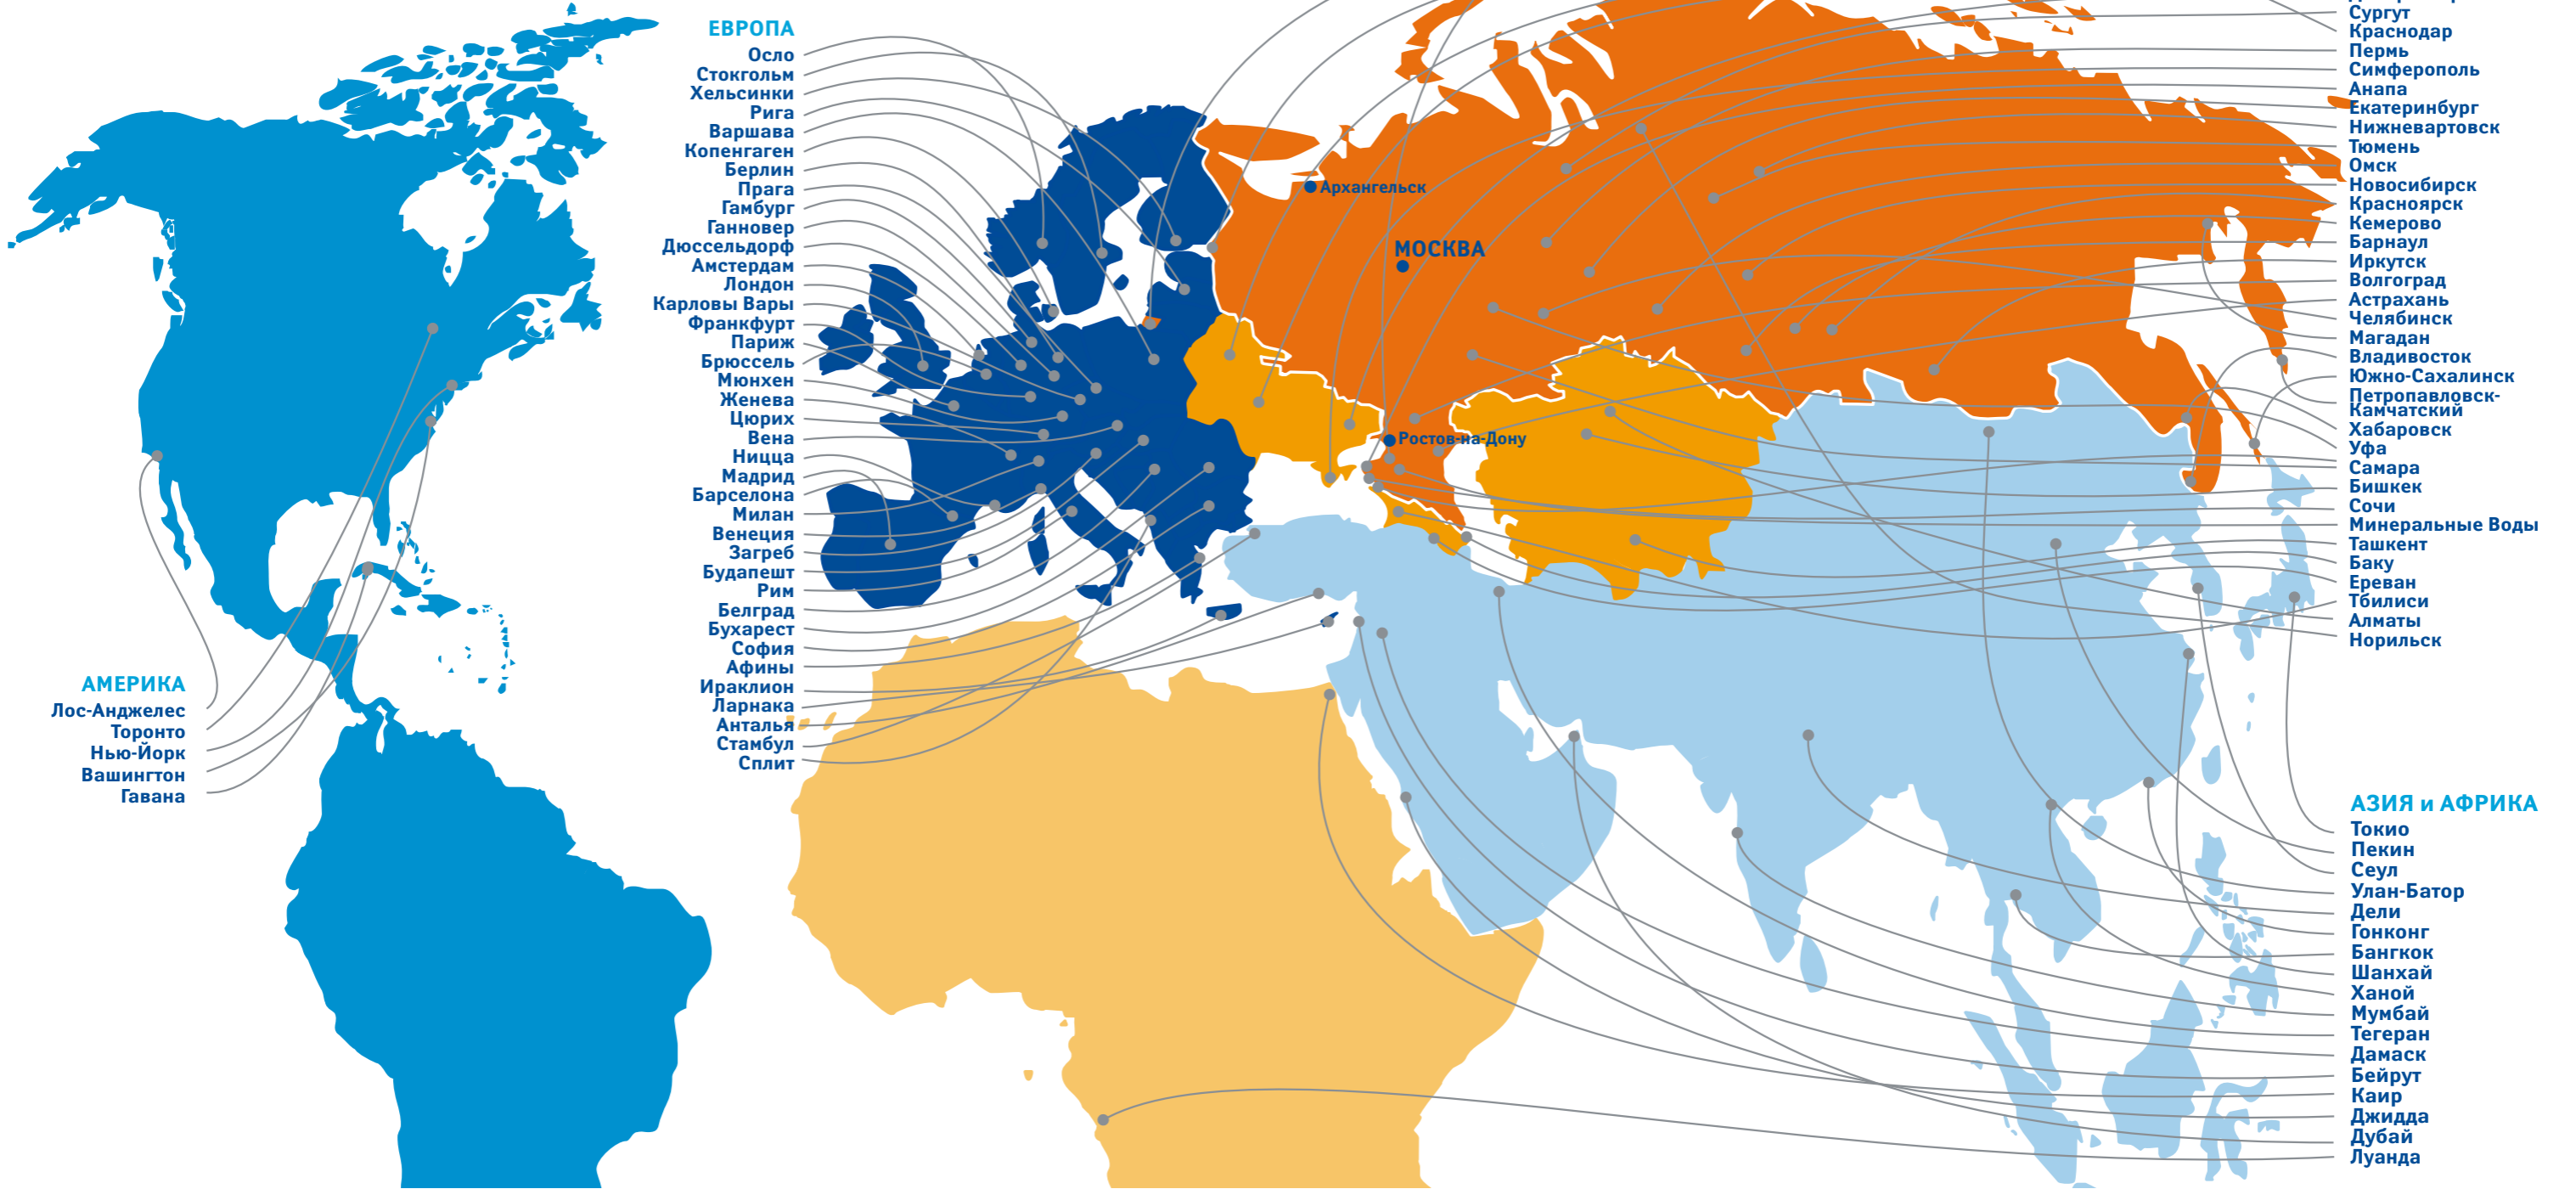 ЕВРОПА
Осло
Стокгольм
Хельсинки
Рига
Варшава
Копенгаген
Берлин
Прага
Гамбург
Ганновер
Дюссельдорф
Амстердам
Лондон
Карловы Вары
Франкфурт
Париж
Брюссель
Мюнхен
Женева
Цюрих
Вена
Ницца
Мадрид
Барселона
Милан
Венеция
Загреб
Будапешт
Рим
Белград
Бухарест
София
Афины
Ираклион
Ларнака
Анталья
Стамбул
Сплит
АМЕРИКА
Лос-Анджелес
Торонто
Нью-Йорк
Вашингтон
Гавана
Архангельск
МОСКВА
Ростов-на-Дону
Сургут
Краснодар
Пермь
Симферополь
Анапа
Екатеринбург
Нижневартовск
Тюмень
Омск
Новосибирск
Красноярск
Кемерово
Барнаул
Иркутск
Волгоград
Астрахань
Челябинск
Магадан
Владивосток
Южно-Сахалинск
Петропавловск-
Камчатский
Хабаровск
Уфа
Самара
Бишкек
Сочи
Минеральные Воды
Ташкент
Баку
Ереван
Тбилиси
Алматы
Норильск
АЗИЯ и АФРИКА
Токио
Пекин
Сеул
Улан-Батор
Дели
Гонконг
Бангкок
Шанхай
Ханой
Мумбай
Тегеран
Дамаск
Бейрут
Каир
Джидда
Дубай
Луанда